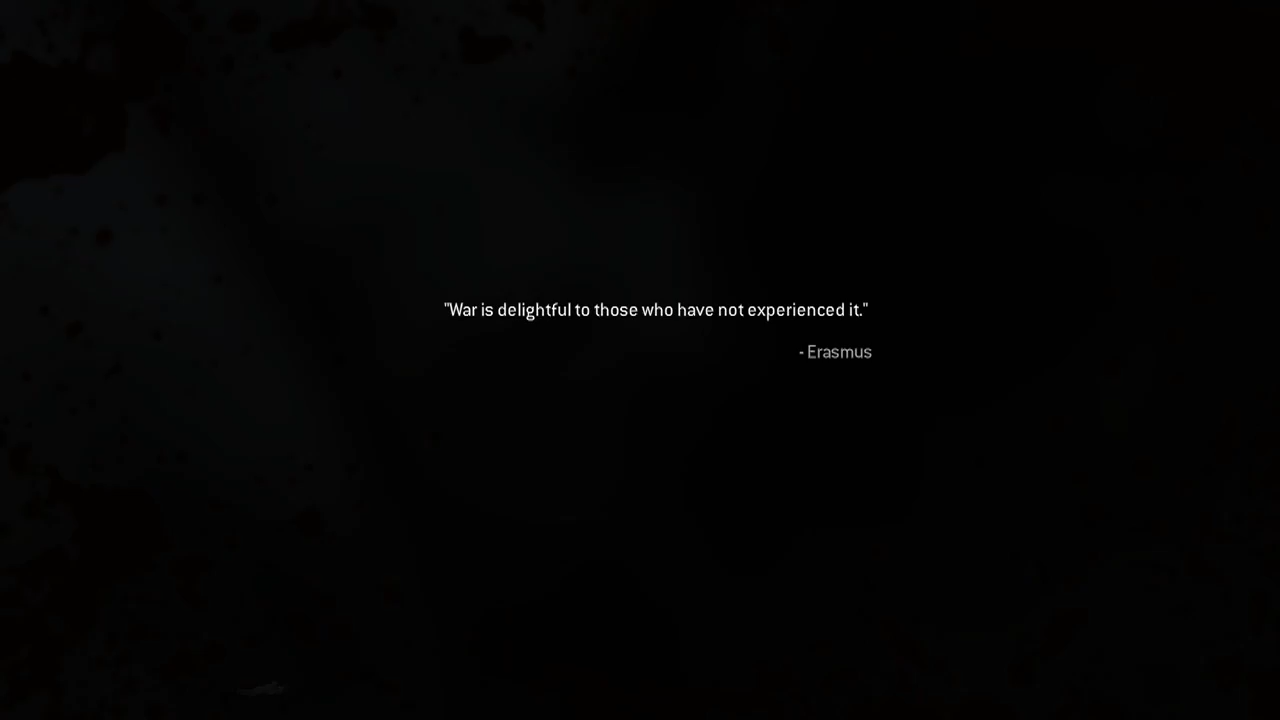 "War is delightful to those who have not experienced it."
- Erasmus